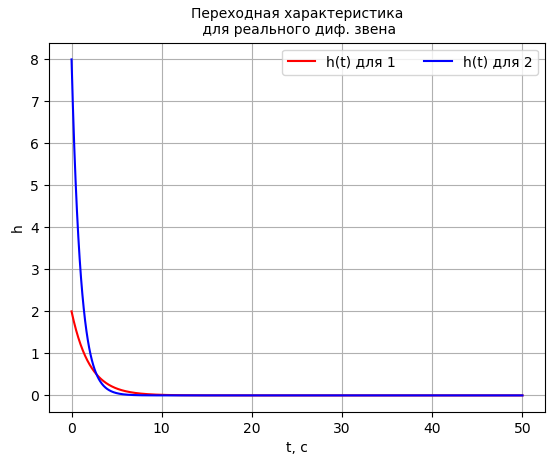 Переходная характеристика
для реального диф. звена
h(t) для 1
h(t) для 2
8
7
6
5
4
3
2
1
0
h
0
10
20
30
40
50
t, с